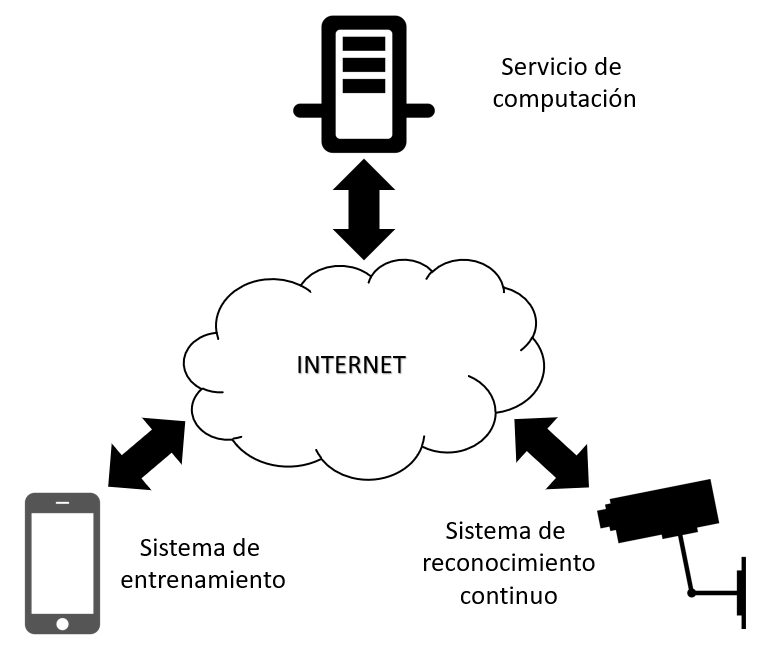 Servicio de
computación
INTERNET
Sistema de
entrenamiento
Sistema de
reconocimiento
continuo